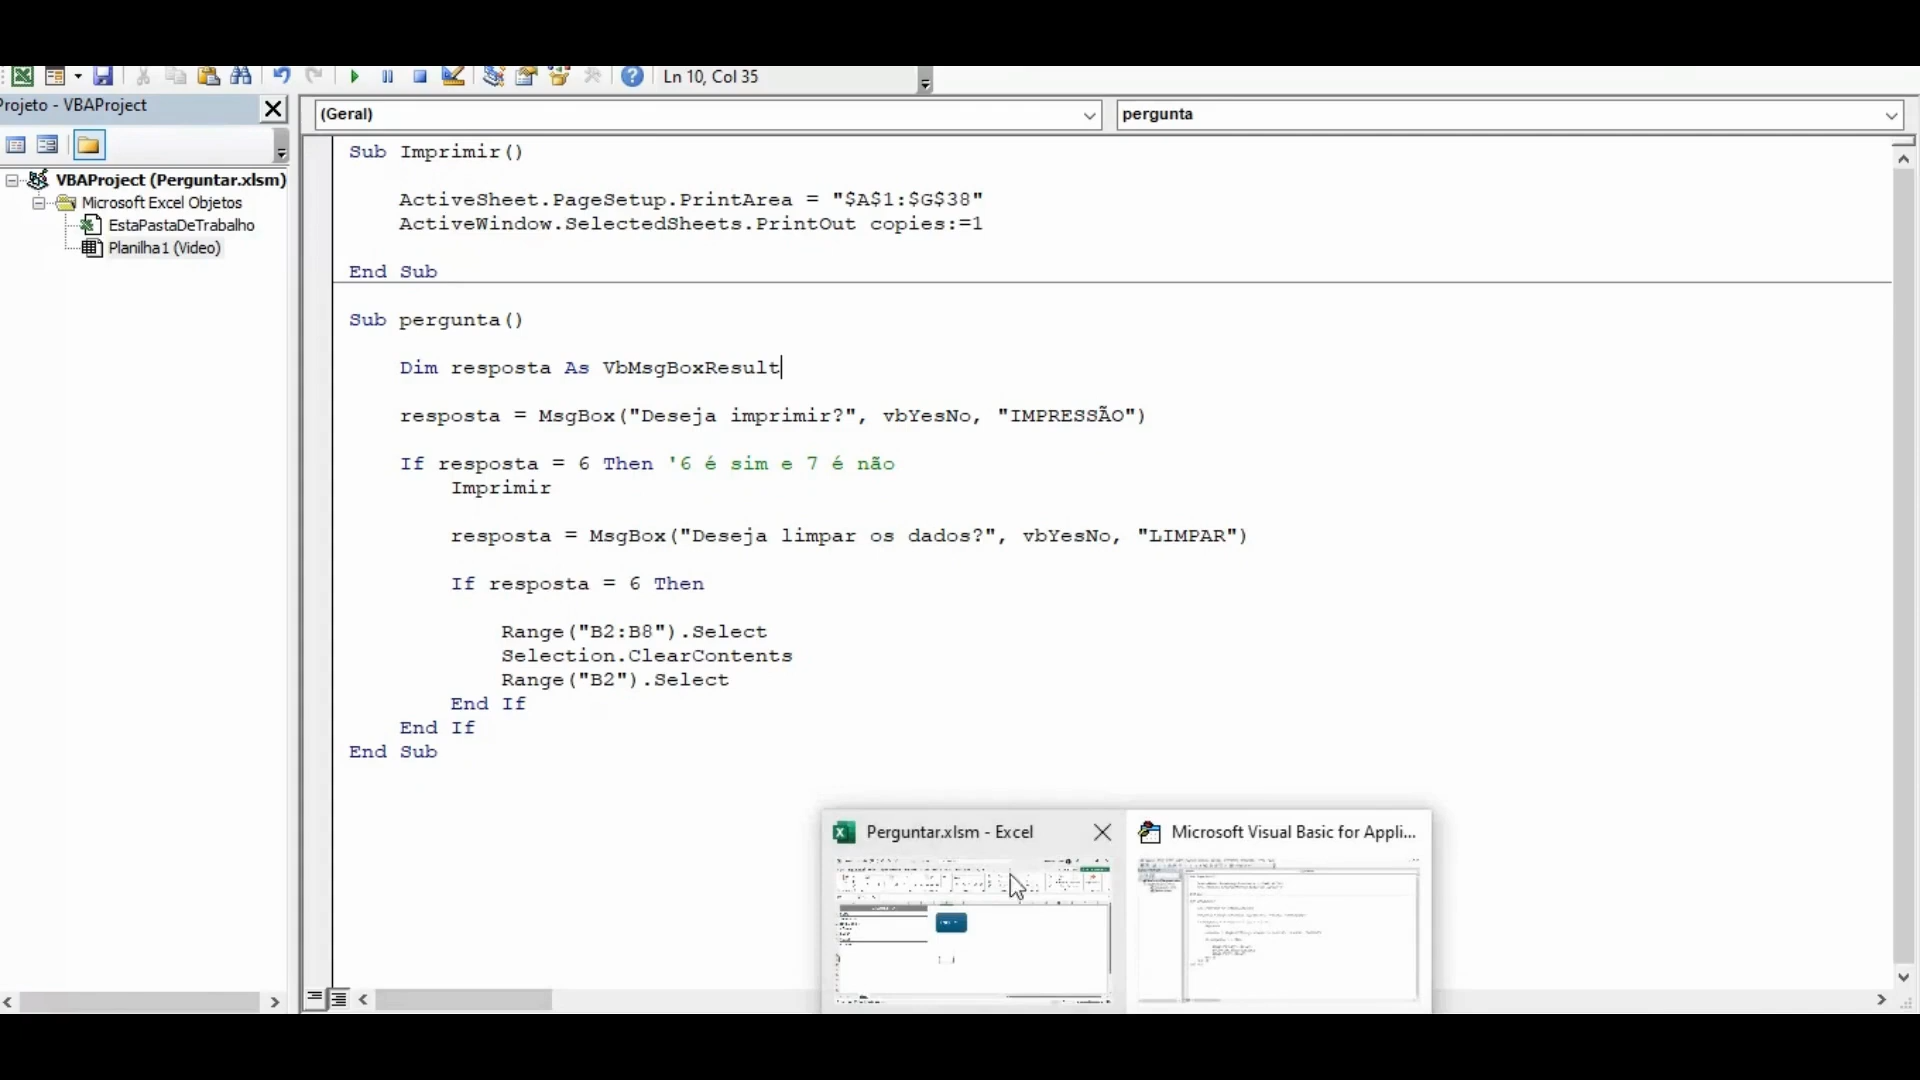 Ln 10, Col 35
Projeto - VBAProject
(Geral)
pergunta
VBAProject (Perguntar.xlsm)
Microsoft Excel Objetos
EstaPastaDeTrabalho
Planilha1 (Video)
Sub Imprimir()
ActiveSheet.PageSetup.PrintArea = "$A$1:$G$38"
ActiveWindow.SelectedSheets.PrintOut copies:=1
End Sub
Sub pergunta()
Dim resposta As VbMsgBoxResult
resposta = MsgBox("Deseja imprimir?", vbYesNo, "IMPRESSÃO")
If resposta = 6 Then '6 é sim e 7 é não
Imprimir
resposta = MsgBox("Deseja limpar os dados?", vbYesNo, "LIMPAR")
If resposta = 6 Then
Range("B2:B8").Select
Selection.ClearContents
Range("B2").Select
End If
End If
End Sub
Perguntar.xlsm - Excel
Microsoft Visual Basic for Appli...